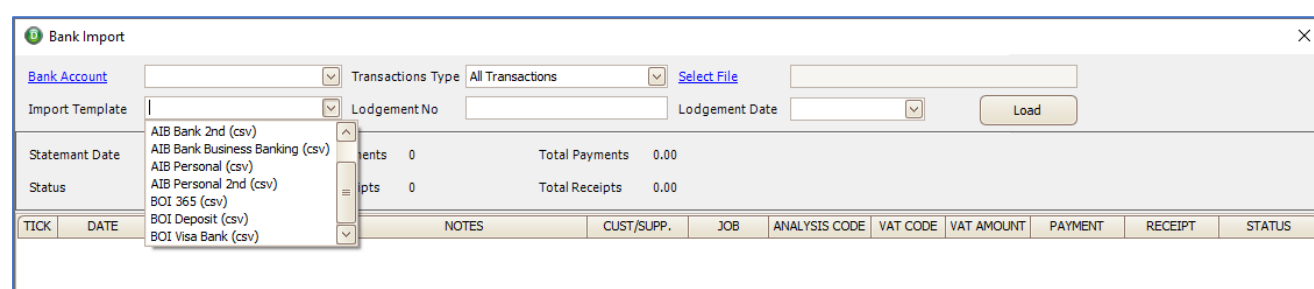 Bank Import
Bank Account Transactions Type All Transactions Select File
Import Template Lodgement No Lodgement Date Load
AIB Bank 2nd (csv)
AIB Bank Business Banking (csv)
AIB Personal (csv)
AIB Personal 2nd (csv)
BOI 365 (csv)
BOI Deposit (csv)
BOI Visa Bank (csv)
Statemant Date 0 Total Payments 0.00
Status 0 Total Receipts 0.00
TICK DATE NOTES CUST/SUPP. JOB ANALYSIS CODE VAT CODE VAT AMOUNT PAYMENT RECEIPT STATUS